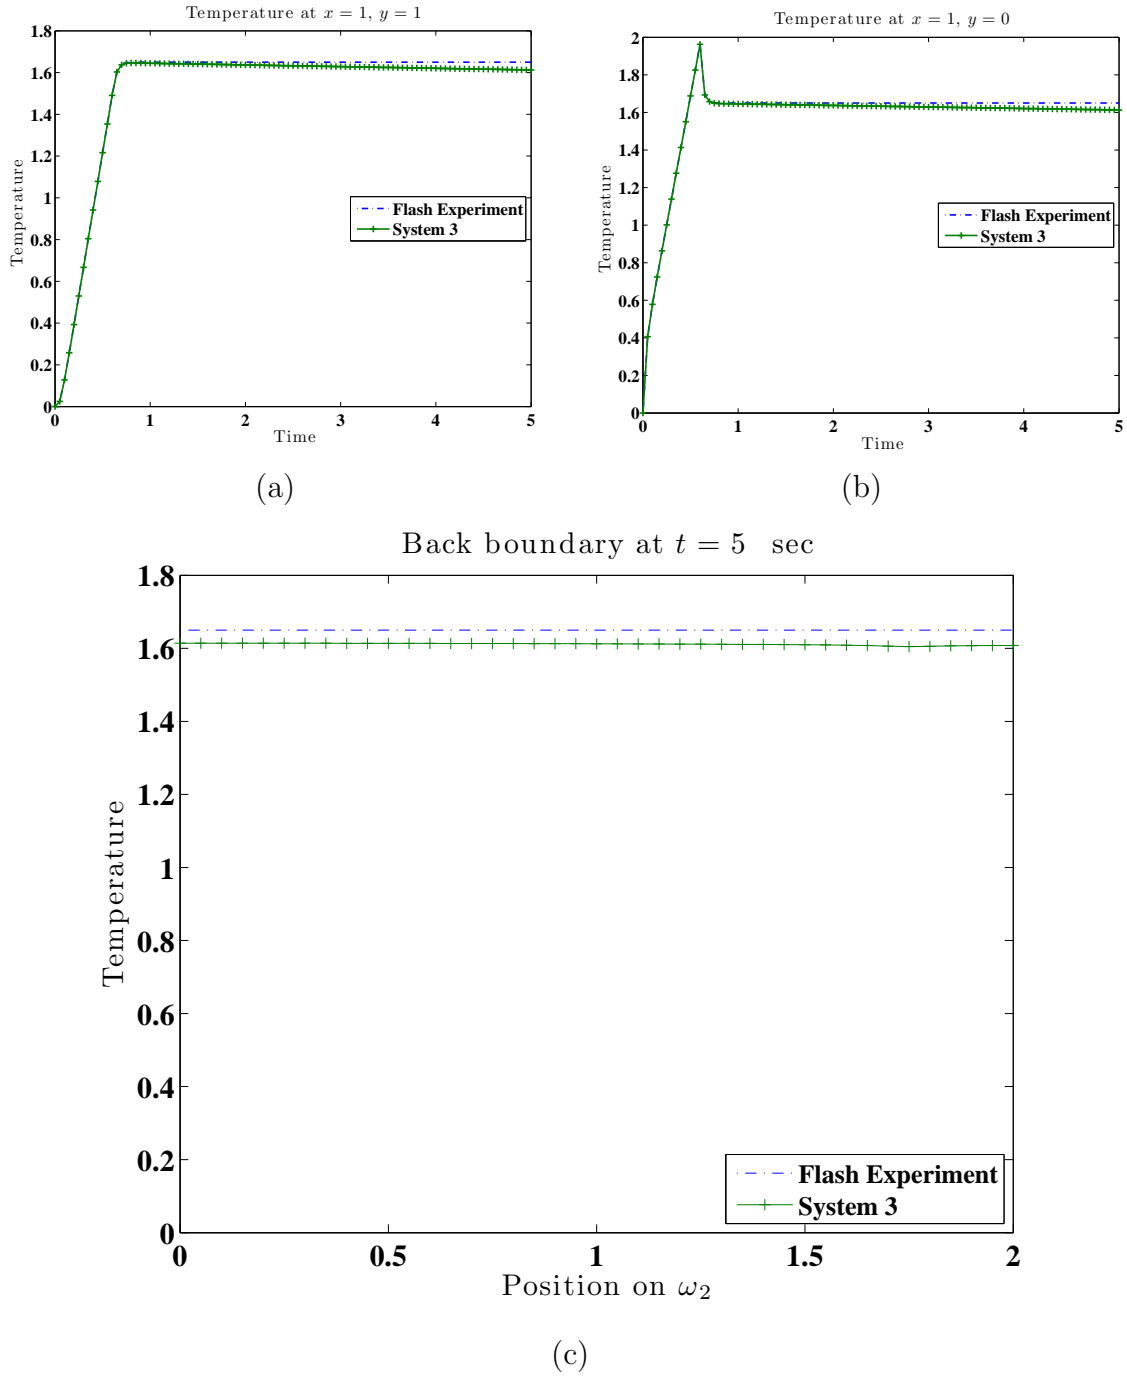 Temperature at x = 1, y = 1
Temperature
1.8
1.6
1.4
1.2
1
0.8
0.6
0.4
0.2
0
0 1 2 3 4 5
Time
Flash Experiment
System 3
(a)
Temperature at x = 1, y = 0
Temperature
2
1.8
1.6
1.4
1.2
1
0.8
0.6
0.4
0.2
0
0 1 2 3 4 5
Time
Flash Experiment
System 3
(b)
Back boundary at t = 5 sec
Temperature
1.8
1.6
1.4
1.2
1
0.8
0.6
0.4
0.2
0
0 0.5 1 1.5 2
Position on ω₂
Flash Experiment
System 3
(c)